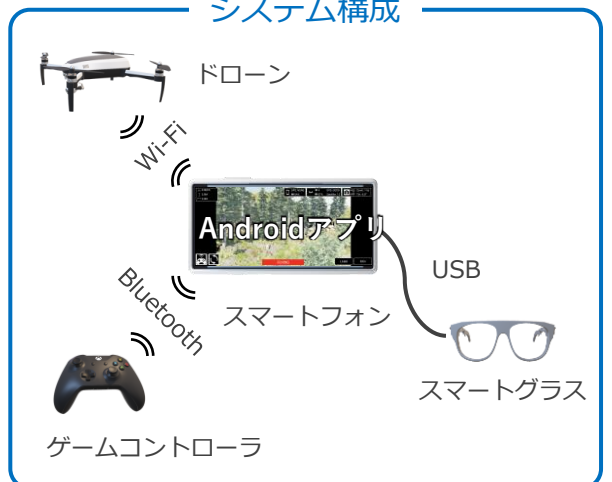 システム構成
ドローン
Wi-Fi
Androidアプリ
USB
Bluetooth
スマートフォン
スマートグラス
ゲームコントローラ